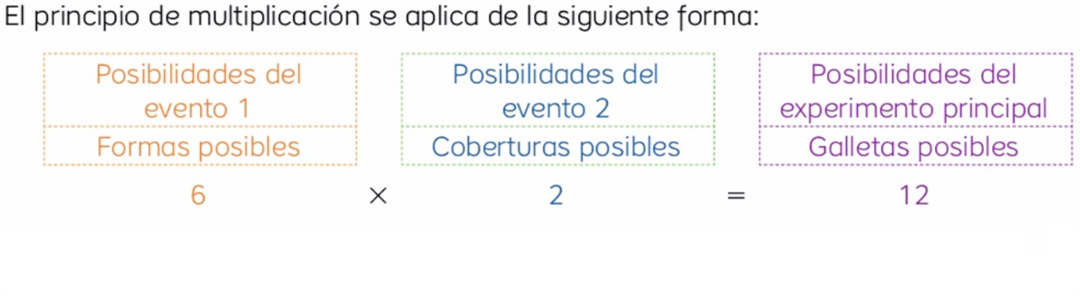 El principio de multiplicación se aplica de la siguiente forma:
Posibilidades del
evento 1
Formas posibles
6
×
Posibilidades del
evento 2
Coberturas posibles
2
=
Posibilidades del
experimento principal
Galletas posibles
12